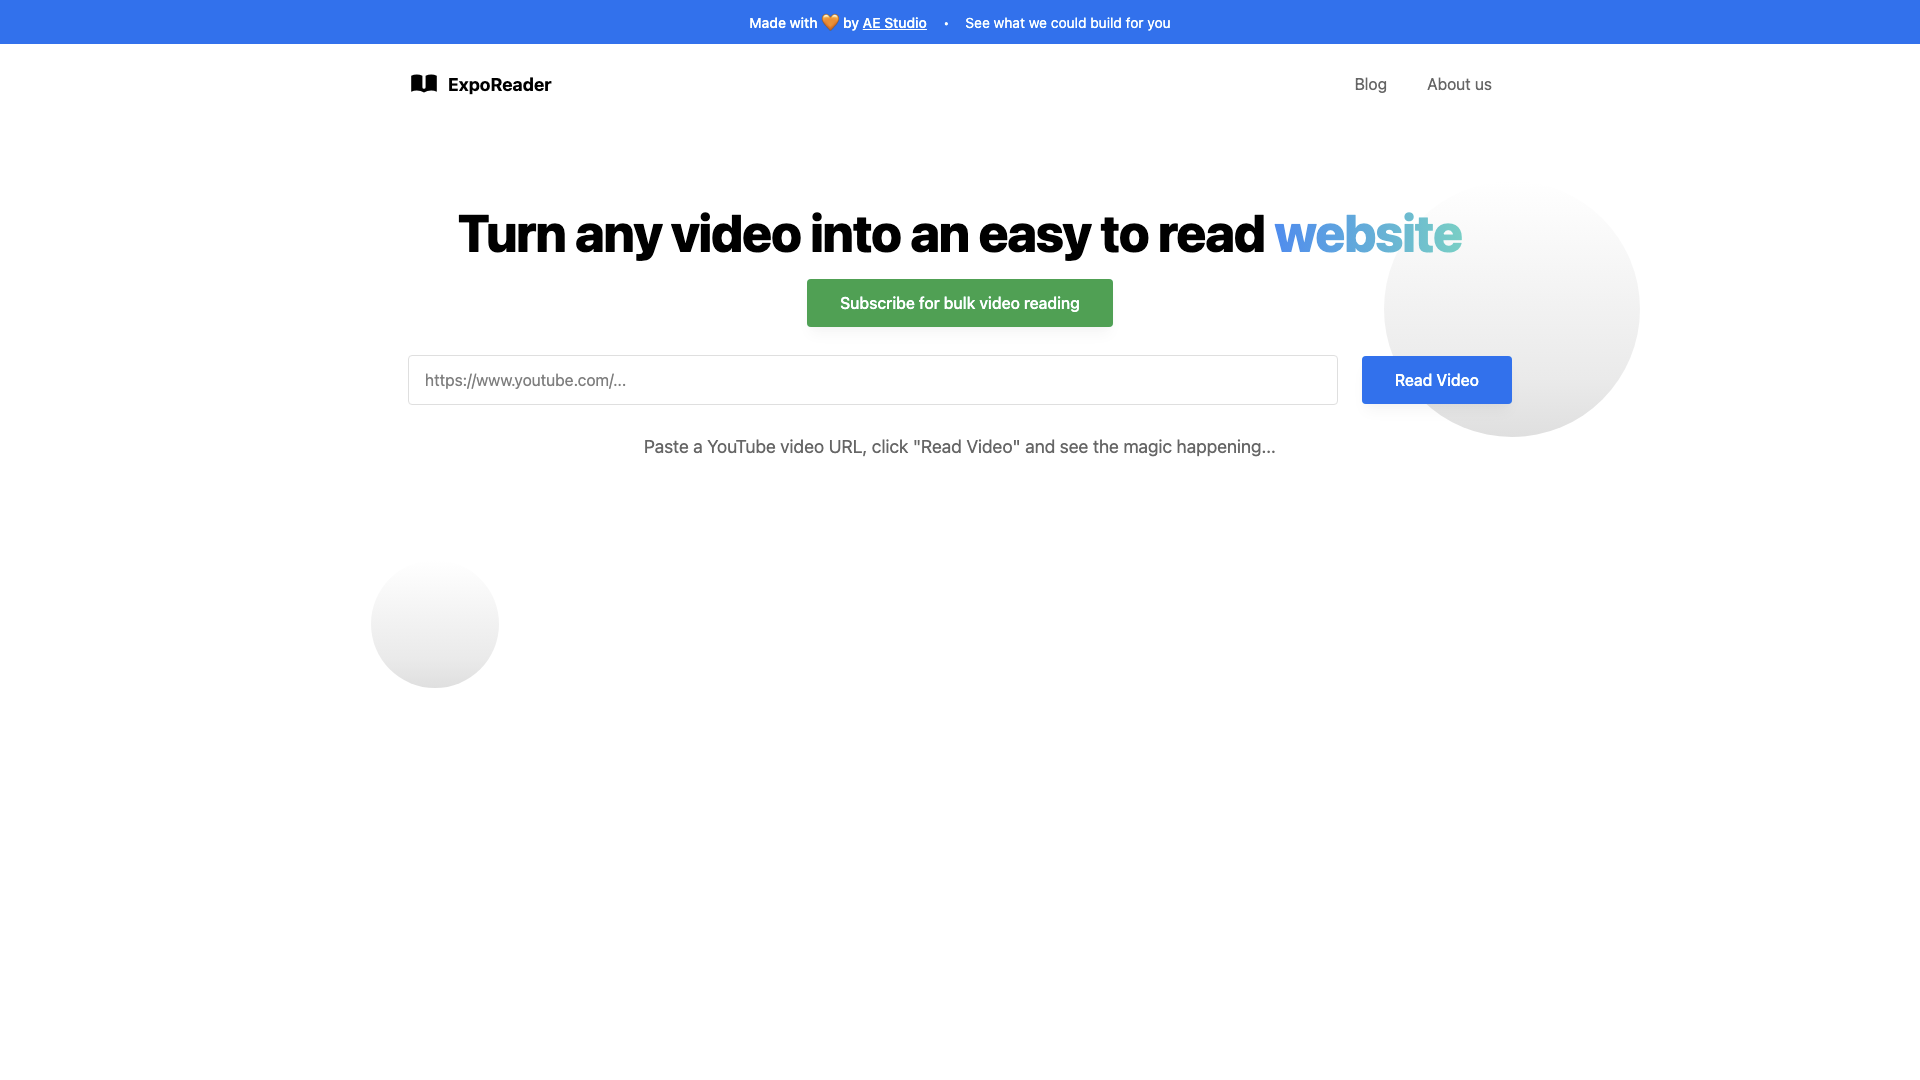 Made with 🧡 by AE Studio • See what we could build for you
ExpoReader
Blog
About us
Turn any video into an easy to read website
Subscribe for bulk video reading
https://www.youtube.com/...
Read Video
Paste a YouTube video URL, click "Read Video" and see the magic happening...